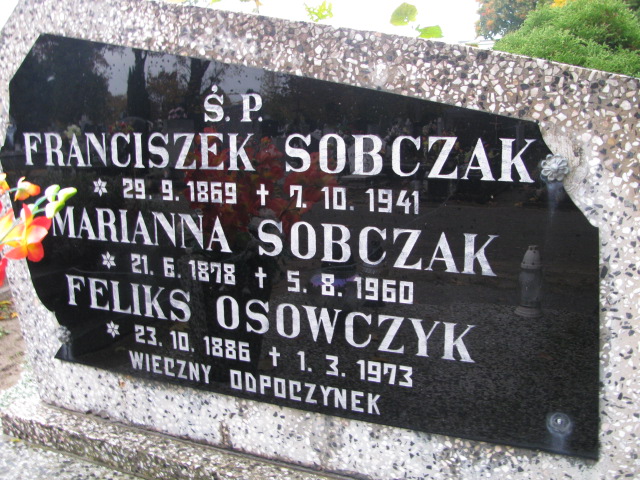 Ś. P.
FRANCISZEK SOBCZAK
* 29. 9. 1869 ✝ 7. 10. 1941
MARIANNA SOBCZAK
* 21. 6. 1878 ✝ 5. 8. 1960
FELIKS OSOWCZYK
* 23. 10. 1886 ✝ 1. 3. 1973
WIECZNY ODPOCZYNEK